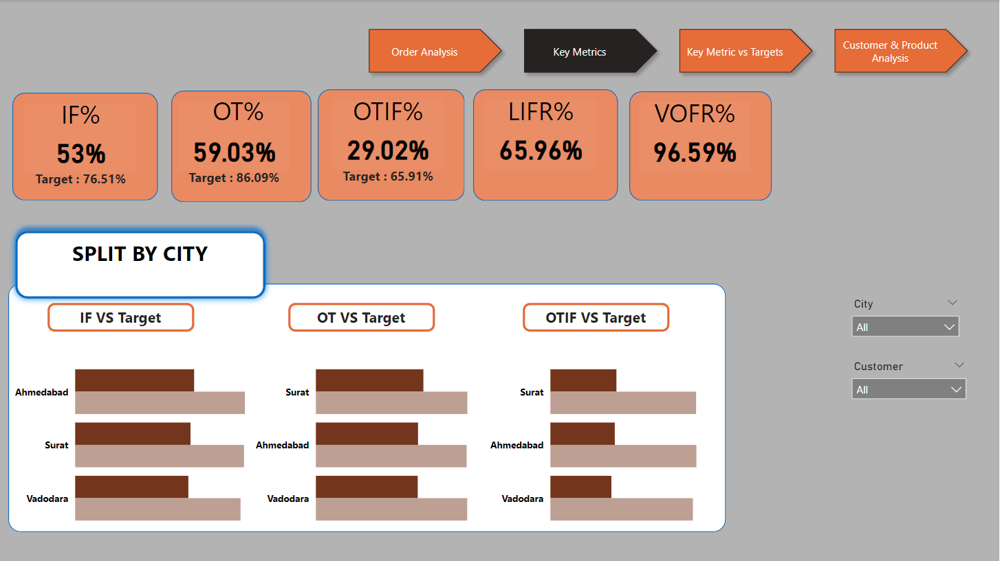 Order Analysis
Key Metrics
Key Metric vs Targets
Customer & Product
Analysis
IF%
53%
Target : 76.51%
OT%
59.03%
Target : 86.09%
OTIF%
29.02%
Target : 65.91%
LIFR%
65.96%
VOFR%
96.59%
SPLIT BY CITY
IF VS Target
Ahmedabad
Surat
Vadodara
OT VS Target
Surat
Ahmedabad
Vadodara
OTIF VS Target
Surat
Ahmedabad
Vadodara
City
All
Customer
All